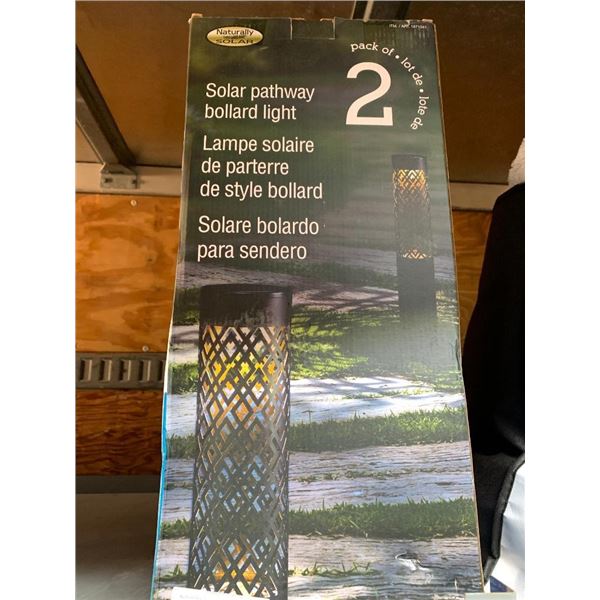 Naturally
SOLAR
pack of • lot de • lote de
2
Solar pathway
bollard light
Lampe solaire
de parterre
de style bollard
Solare bolardo
para sendero